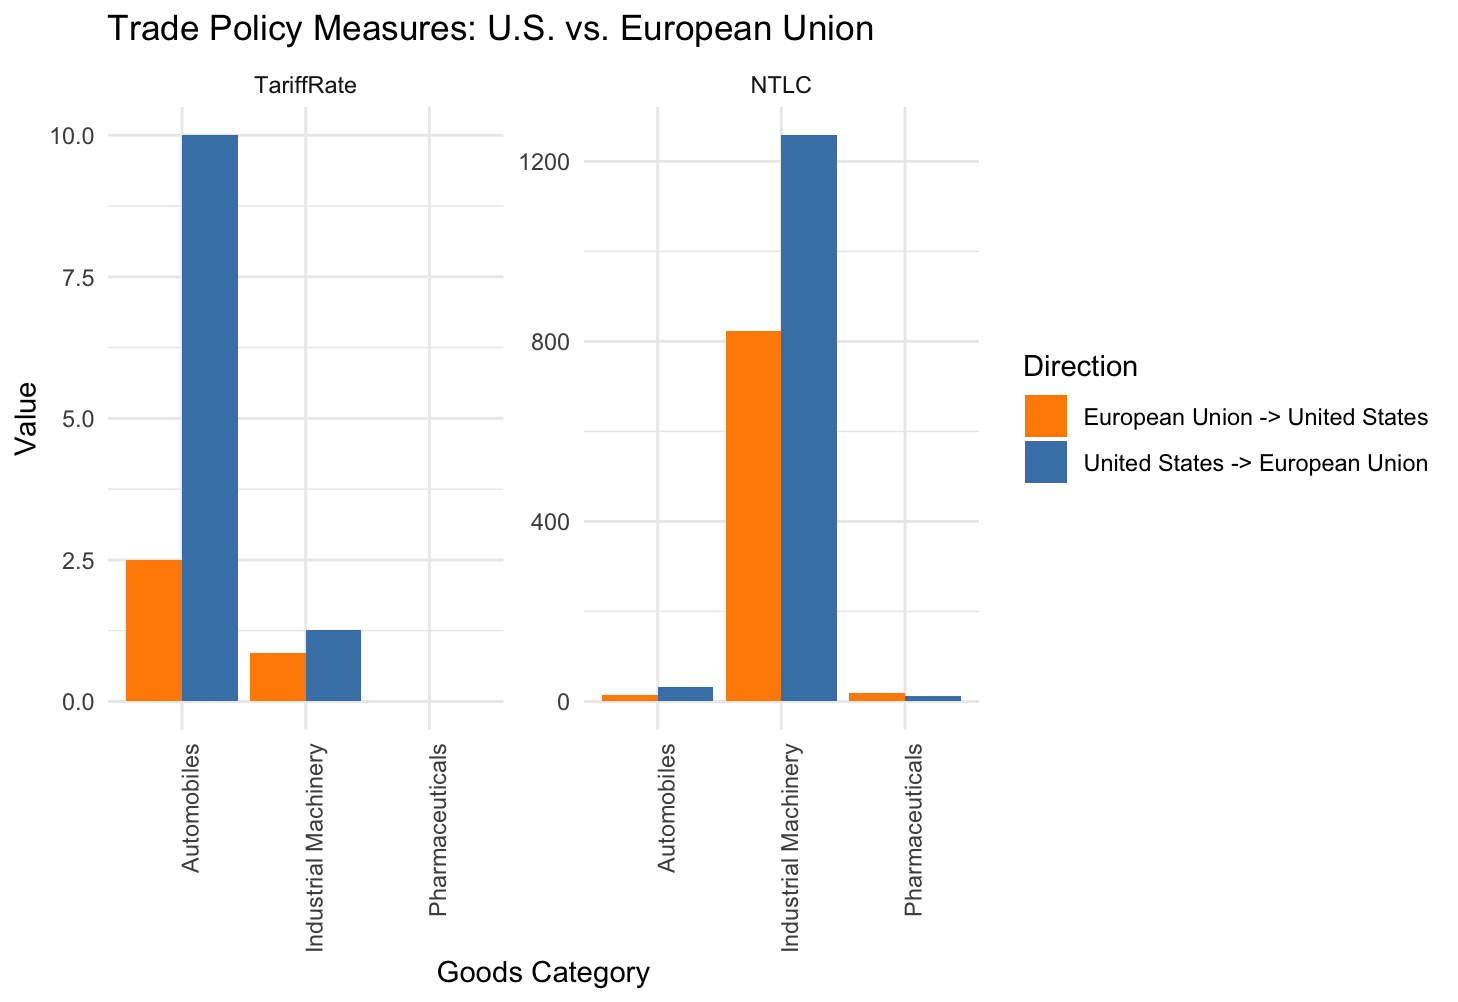 Trade Policy Measures: U.S. vs. European Union
TariffRate
NTLC
10.0
7.5
5.0
2.5
0.0
1200
800
400
0
Value
Automobiles
Industrial Machinery
Pharmaceuticals
Automobiles
Industrial Machinery
Pharmaceuticals
Goods Category
Direction
European Union -> United States
United States -> European Union